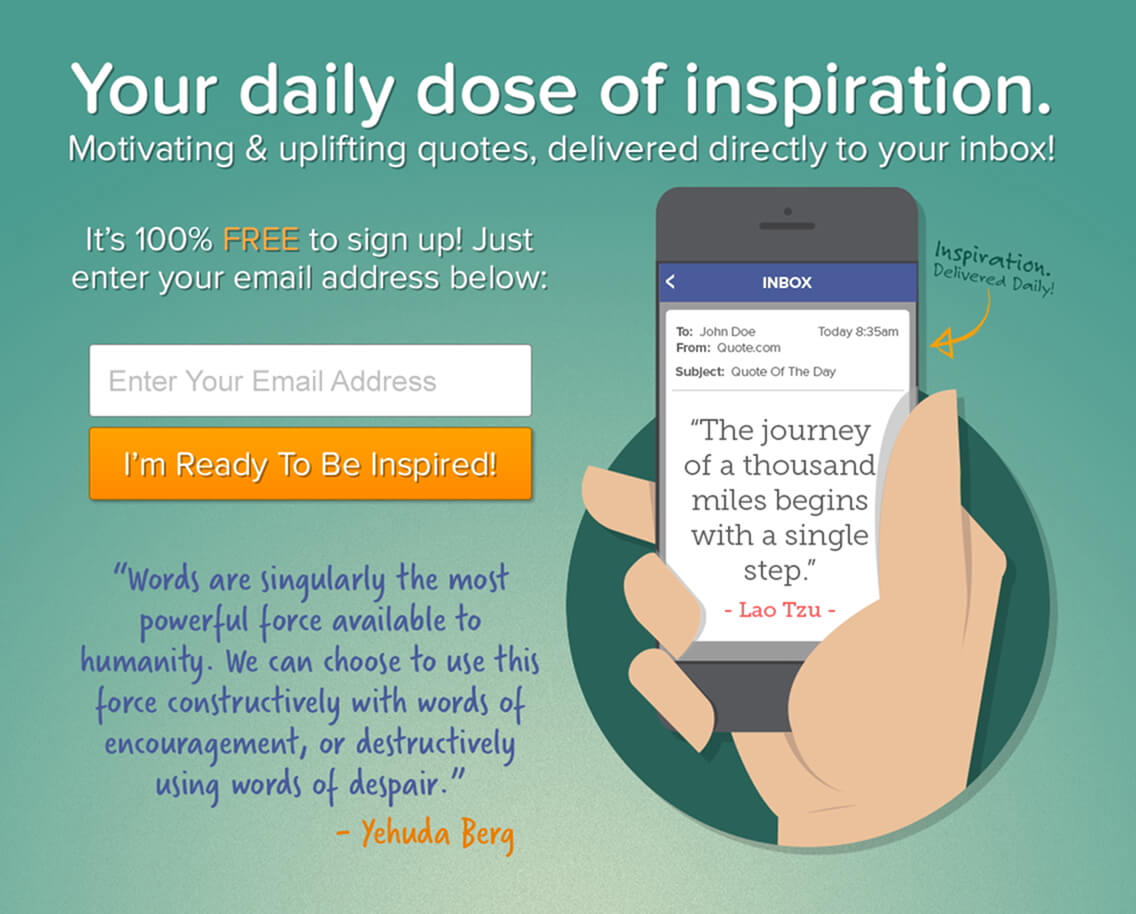 Your daily dose of inspiration.
Motivating & uplifting quotes, delivered directly to your inbox!
It's 100% FREE to sign up! Just
enter your email address below:
Enter Your Email Address
I'm Ready To Be Inspired!
"Words are singularly the most
powerful force available to
humanity. We can choose to use this
force constructively with words of
encouragement, or destructively
using words of despair."
- Yehuda Berg
Inspiration.
Delivered Daily!
< INBOX
To: John Doe Today 8:35am
From: Quote.com
Subject: Quote Of The Day
"The journey
of a thousand
miles begins
with a single
step."
- Lao Tzu -